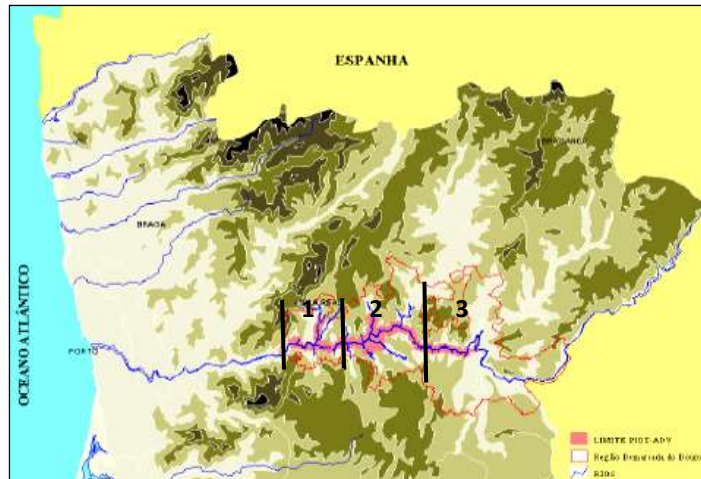 ESPANHA
BRAGANÇA
BRAGA
1
2
3
PORTO
OCEANO ATLÂNTICO
LIMITE PIOT-ADV
Região Demarcada do Douro
RIOS